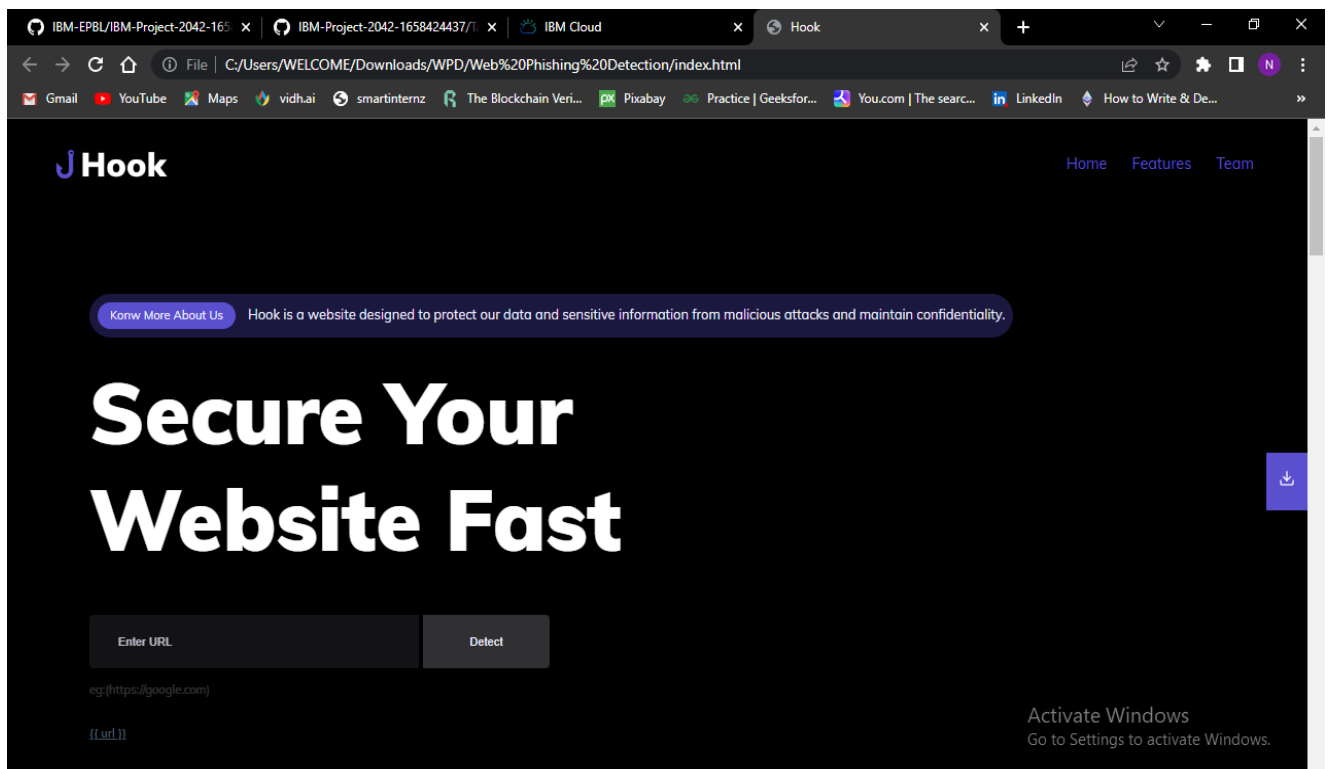 IBM-EPBL/IBM-Project-2042-165
IBM-Project-2042-1658424437/T
IBM Cloud
Hook
File | C:/Users/WELCOME/Downloads/WPD/Web%20Phishing%20Detection/index.html
N
Gmail YouTube Maps vidh.ai smartinternz The Blockchain Veri... Pixabay Practice | Geeksfor... You.com | The searc... LinkedIn How to Write & De... »
Hook
Home Features Team
Konw More About Us Hook is a website designed to protect our data and sensitive information from malicious attacks and maintain confidentiality.
Secure Your
Website Fast
Enter URL Detect
eg:(https://google.com)
{{ url }}
Activate Windows
Go to Settings to activate Windows.